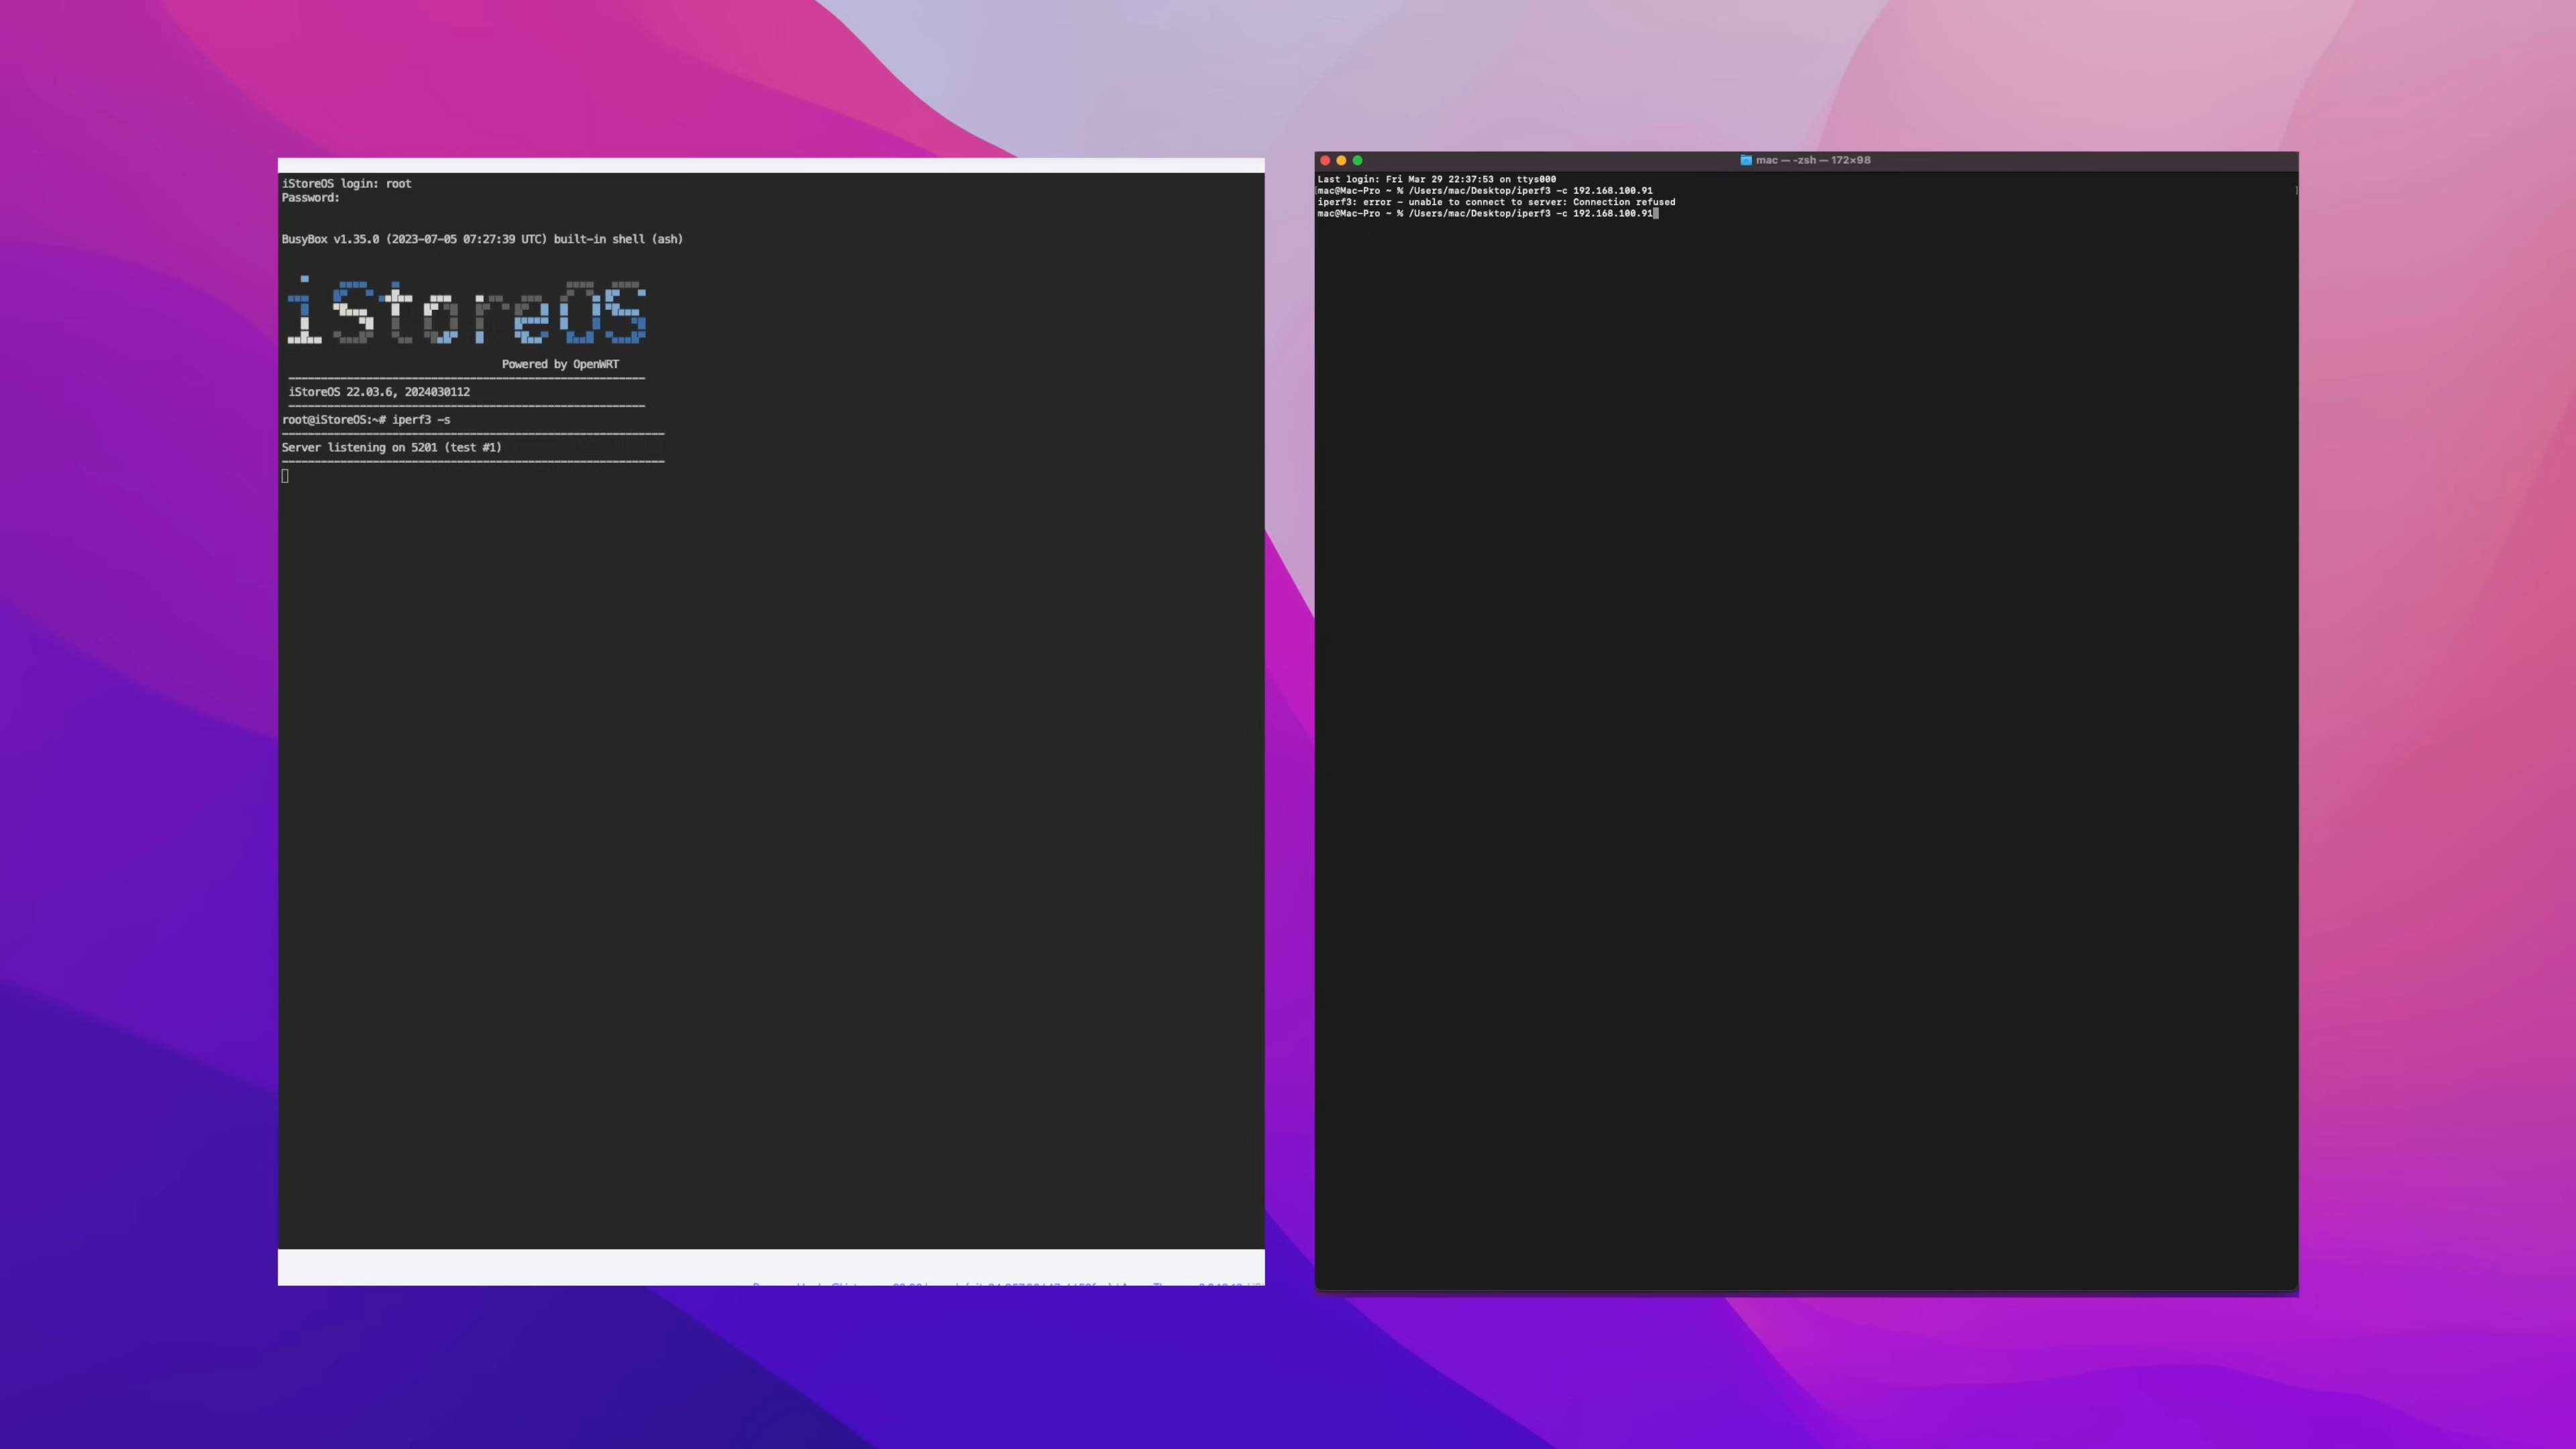 iStoreOS login: root
Password:
BusyBox v1.35.0 (2023-07-05 07:27:39 UTC) built-in shell (ash)
iStoreOS
Powered by OpenWRT
iStoreOS 22.03.6, 2024030112
root@iStoreOS:~# iperf3 -s
Server listening on 5201 (test #1)
mac — -zsh — 172×98
Last login: Fri Mar 29 22:37:53 on ttys000
mac@Mac-Pro ~ % /Users/mac/Desktop/iperf3 -c 192.168.100.91
iperf3: error - unable to connect to server: Connection refused
mac@Mac-Pro ~ % /Users/mac/Desktop/iperf3 -c 192.168.100.91